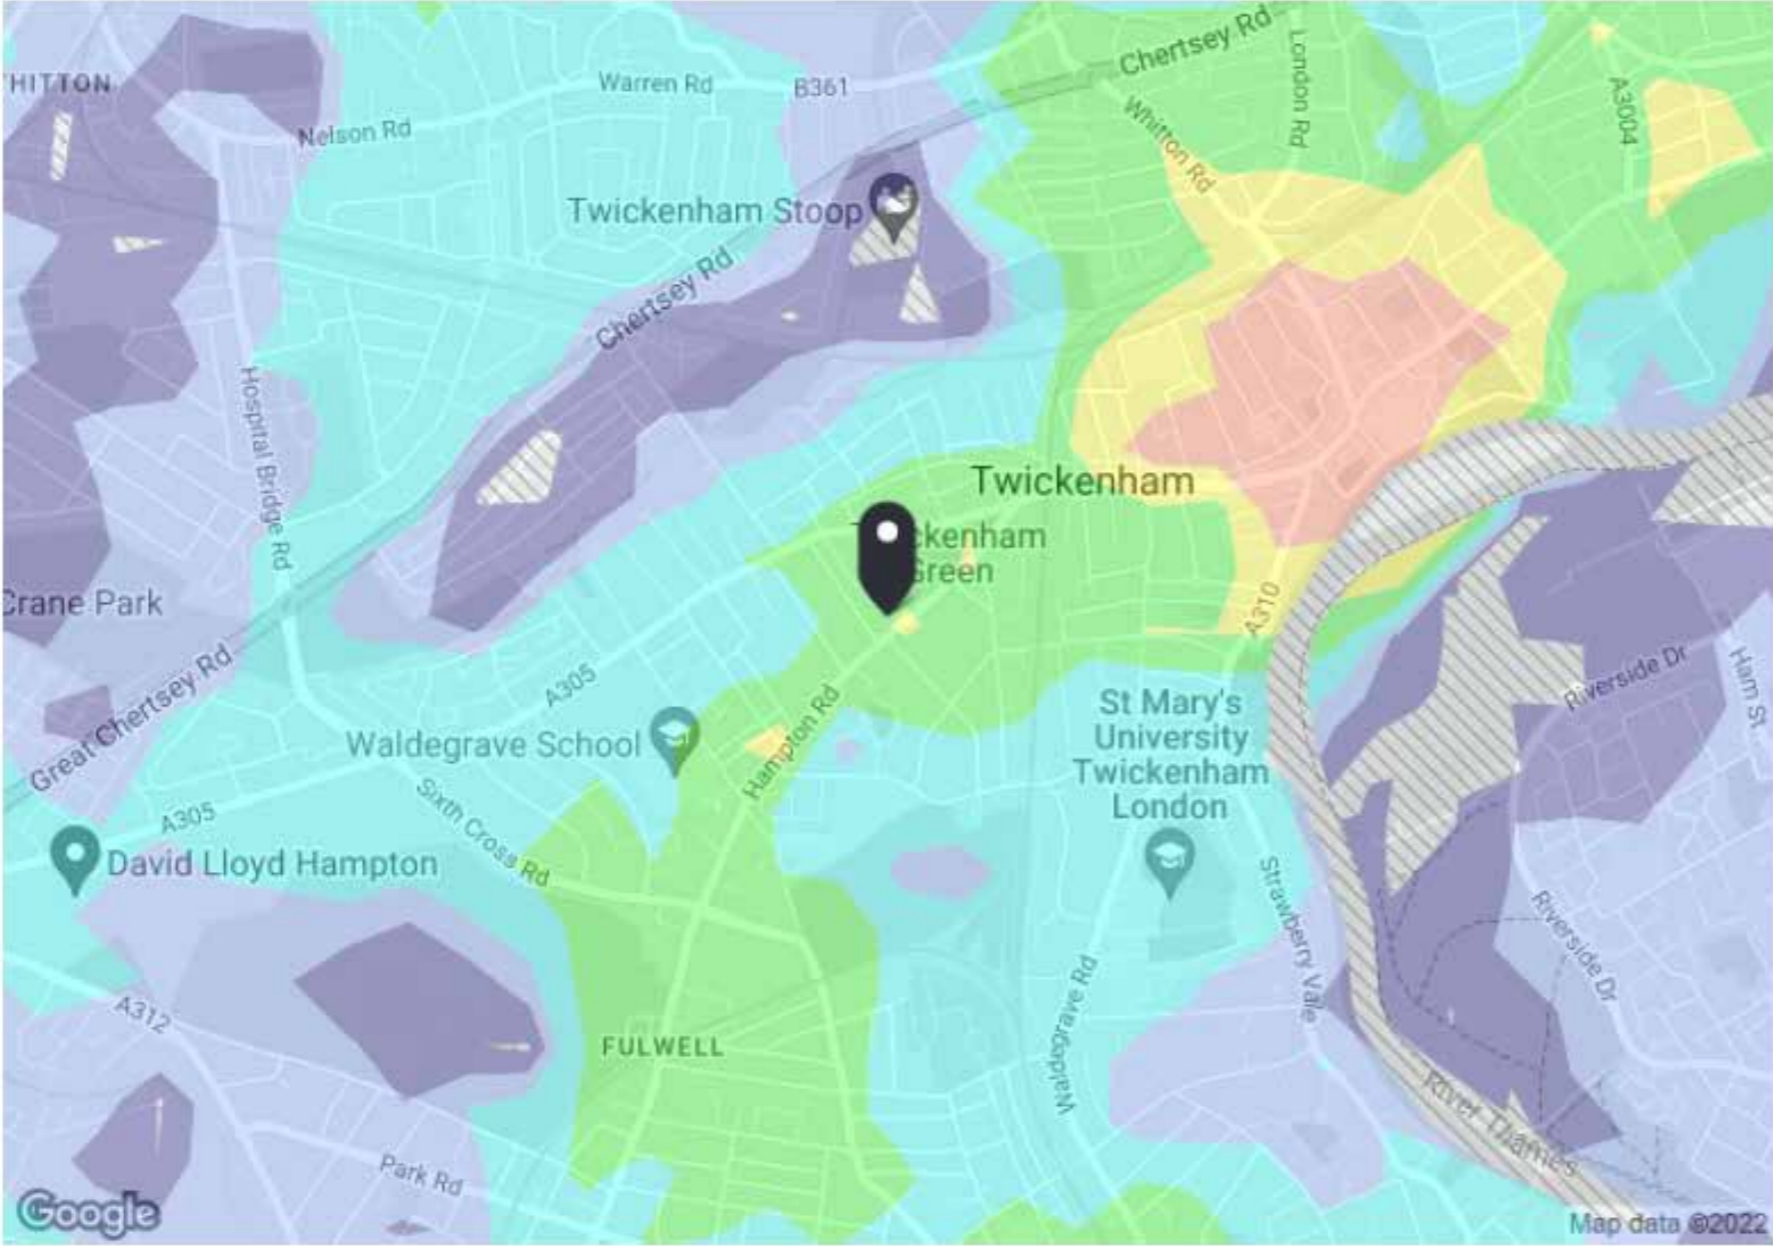 Chertsey Rd
London Rd
HITTON
Warren Rd
B361
A3004
Nelson Rd
Whitton Rd
Twickenham Stoop
Chertsey Rd
Hospital Bridge Rd
Twickenham
ckenham
Green
Crane Park
A310
Great Chertsey Rd
A305
Hampton Rd
Riverside Dr
Ham St
Waldegrave School
St Mary's
University
Twickenham
London
A305
Sixth Cross Rd
David Lloyd Hampton
Strawberry Vale
Riverside Dr
A312
Waldegrave Rd
FULWELL
River Thames
Park Rd
Google
Map data ©2022